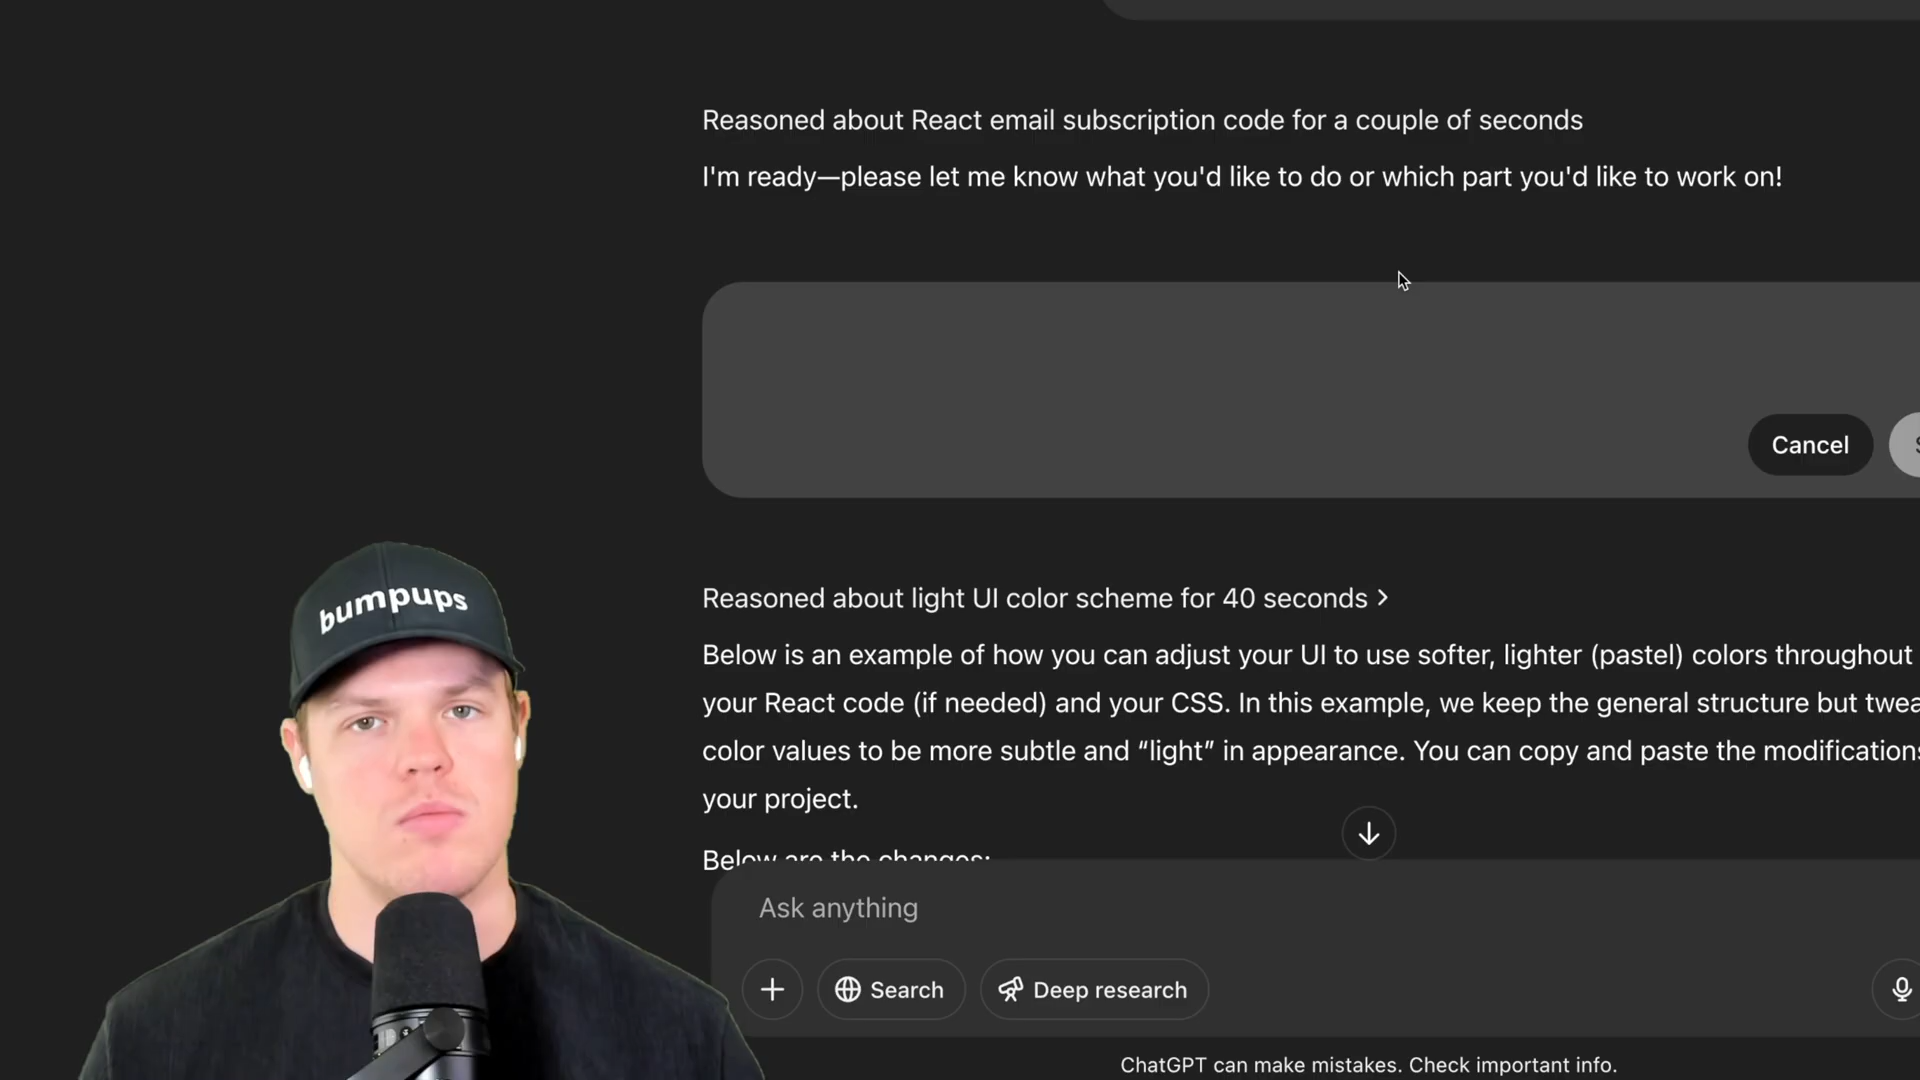 Reasoned about React email subscription code for a couple of seconds
I'm ready—please let me know what you'd like to do or which part you'd like to work on!
Cancel
bumpups
Reasoned about light UI color scheme for 40 seconds
Below is an example of how you can adjust your UI to use softer, lighter (pastel) colors throughout
your React code (if needed) and your CSS. In this example, we keep the general structure but
color values to be more subtle and “light” in appearance. You can copy and paste the
your project.
Below are the changes:
Ask anything
Search
Deep research
ChatGPT can make mistakes. Check important info.